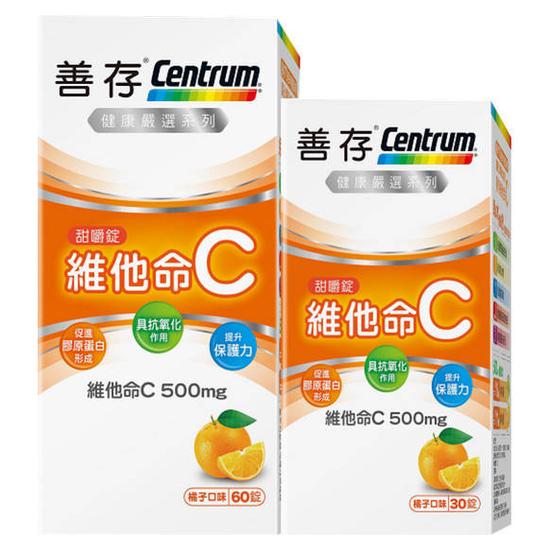 善存® Centrum®
健康嚴選系列
甜嚼錠
維他命C
促進
膠原蛋白
形成
具抗氧化
作用
提升
保護力
維他命C 500mg
橘子口味 60錠
善存® Centrum®
健康嚴選系列
甜嚼錠
維他命C
促進
膠原蛋白
形成
具抗氧化
作用
提升
保護力
維他命C 500mg
橘子口味 30錠